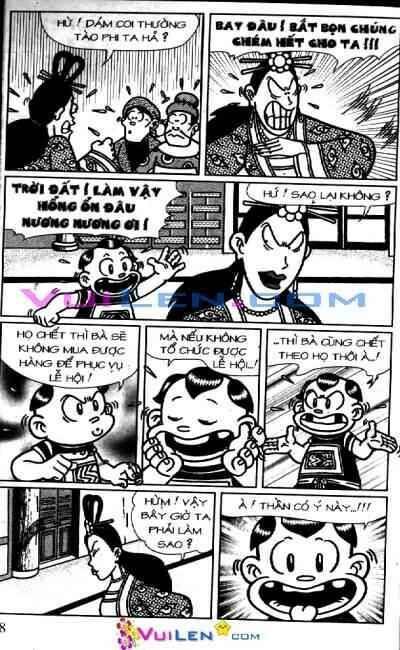 HỨ! DÁM COI THƯỜNG
TÀO PHI TA HẢ?
BAY ĐÂU! BẮT BỌN CHÚNG
CHÉM HẾT CHO TA!!!
TRỜI ĐẤT! LÀM VẬY
HỔNG ỔN ĐÂU
NƯƠNG NƯƠNG ƠI!
HỨ! SAO LẠI KHÔNG?
VUILEN.COM
HỌ CHẾT THÌ BÀ SẼ
KHÔNG MUA ĐƯỢC
HÀNG ĐỂ PHỤC VỤ
LỄ HỘI!
MÀ NẾU KHÔNG
TỔ CHỨC ĐƯỢC
LỄ HỘI..!
..THÌ BÀ CŨNG CHẾT
THEO HỌ THÔI À..!
HỪM! VẬY
BÂY GIỜ TA
PHẢI LÀM
SAO?
À! THẦN CÓ Ý NÀY...!!!
8
VUILEN.COM